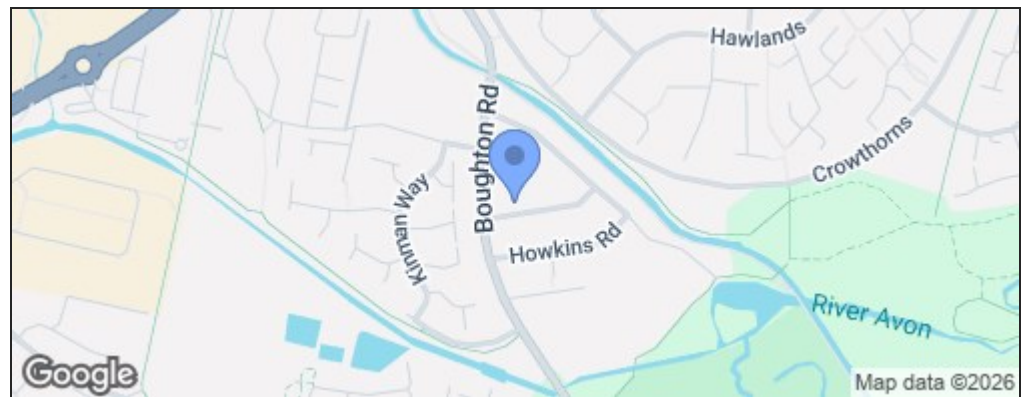 Hawlands
Boughton Rd
Crowthorns
Kinman Way
Howkins Rd
River Avon
Google
Map data ©2026